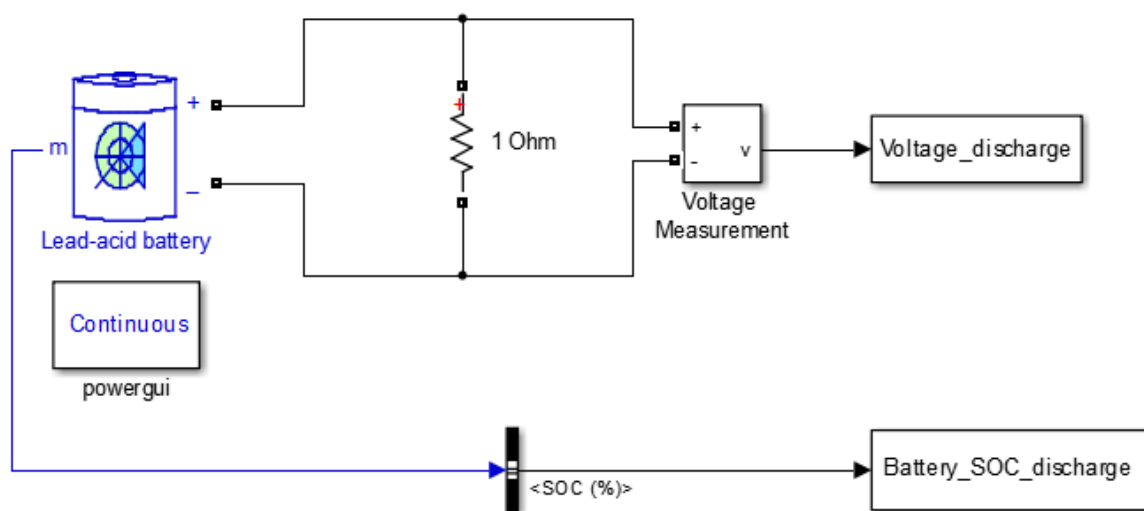 +
m
–
Lead-acid battery
Continuous
powergui
+
1 Ohm
+
-
v
Voltage
Measurement
Voltage_discharge
<SOC (%)>
Battery_SOC_discharge